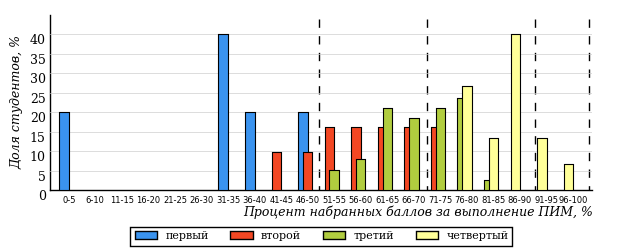 Доля студентов, %
40
35
30
25
20
15
10
5
0
0-5 6-10 11-15 16-20 21-25 26-30 31-35 36-40 41-45 46-50 51-55 56-60 61-65 66-70 71-75 76-80 81-85 86-90 91-95 96-100
Процент набранных баллов за выполнение ПИМ, %
первый второй третий четвертый